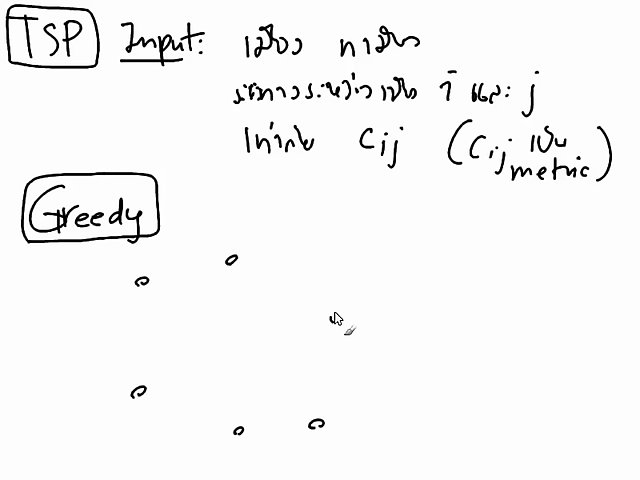 TSP Input: เมือง n เมือง
ระยะทางระหว่างเมือง i และ j
เท่ากับ Cij (Cij เป็น metric)
Greedy